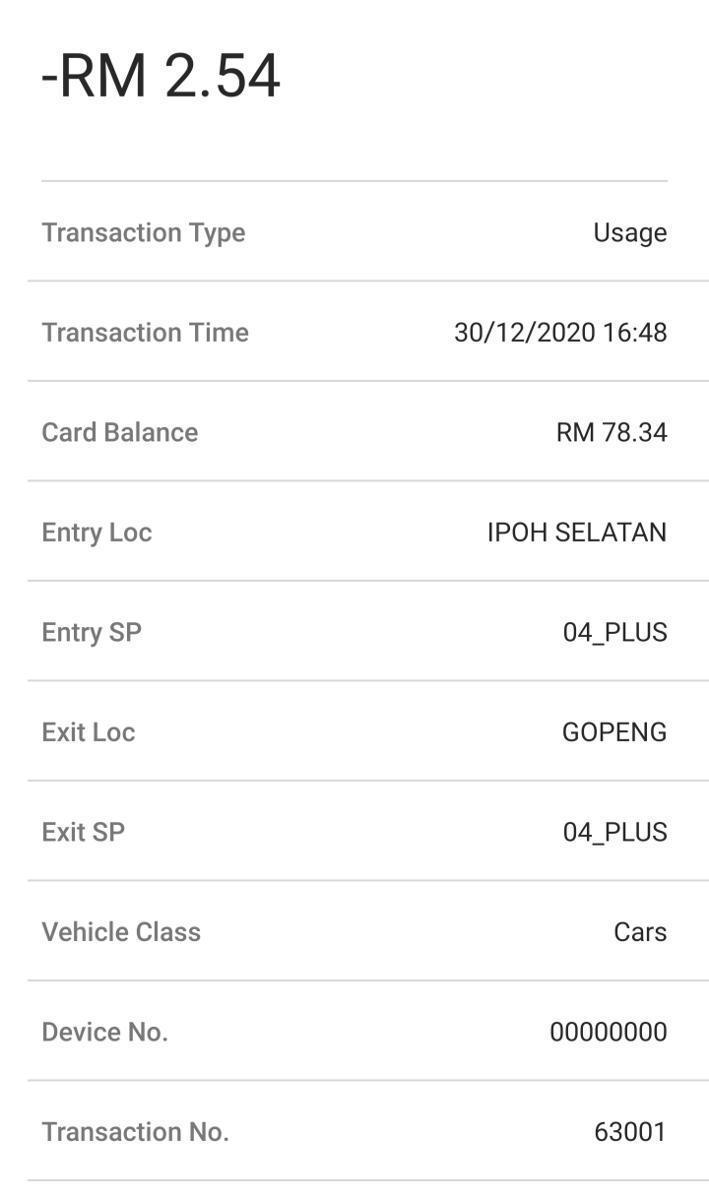 -RM 2.54
Transaction Type Usage
Transaction Time 30/12/2020 16:48
Card Balance RM 78.34
Entry Loc IPOH SELATAN
Entry SP 04_PLUS
Exit Loc GOPENG
Exit SP 04_PLUS
Vehicle Class Cars
Device No. 00000000
Transaction No. 63001